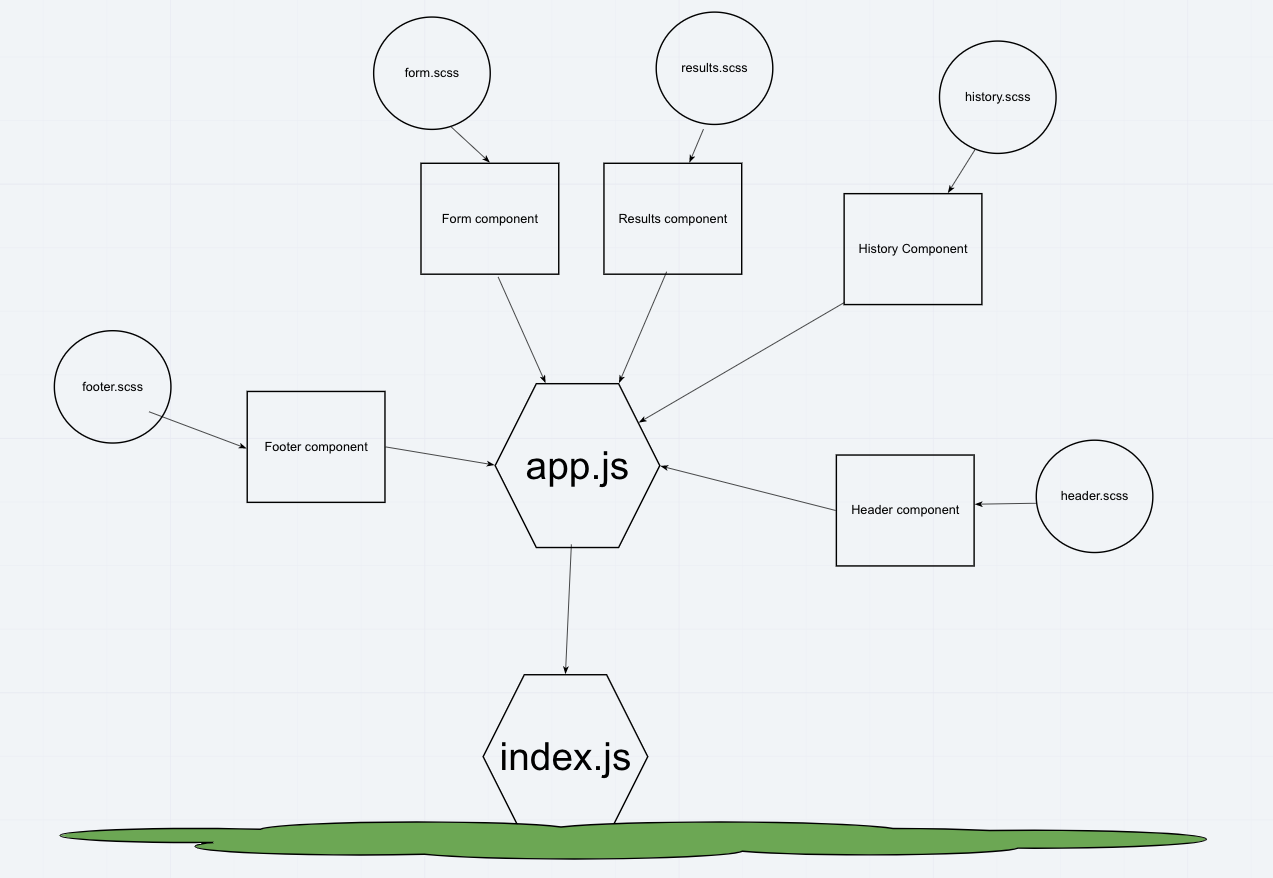 form.scss
results.scss
history.scss
Form component
Results component
History Component
footer.scss
Footer component
app.js
Header component
header.scss
index.js